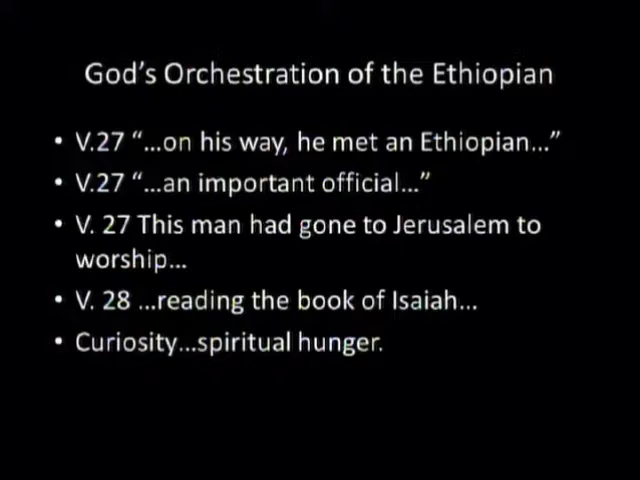 God's Orchestration of the Ethiopian
• V.27 “…on his way, he met an Ethiopian…”
• V.27 “…an important official…”
• V. 27 This man had gone to Jerusalem to
worship…
• V. 28 …reading the book of Isaiah…
• Curiosity…spiritual hunger.